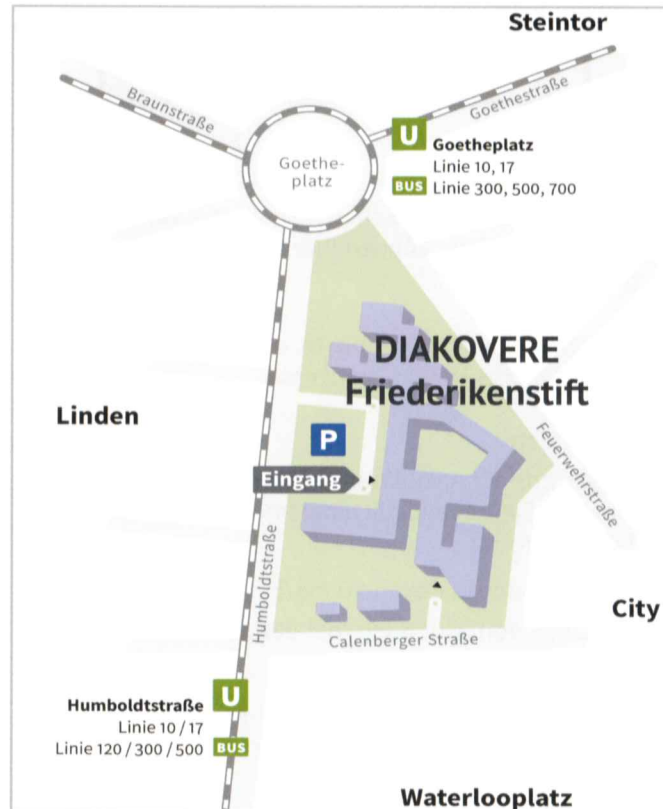 Steintor
Braunstraße
Goethestraße
Goethe-
platz
U
Goetheplatz
Linie 10, 17
BUS Linie 300, 500, 700
DIAKOVERE
Friederikenstift
Linden
P
Eingang
Feuerwehrstraße
Humboldtstraße
City
Calenberger Straße
Humboldtstraße U
Linie 10 / 17
Linie 120 / 300 / 500 BUS
Waterlooplatz